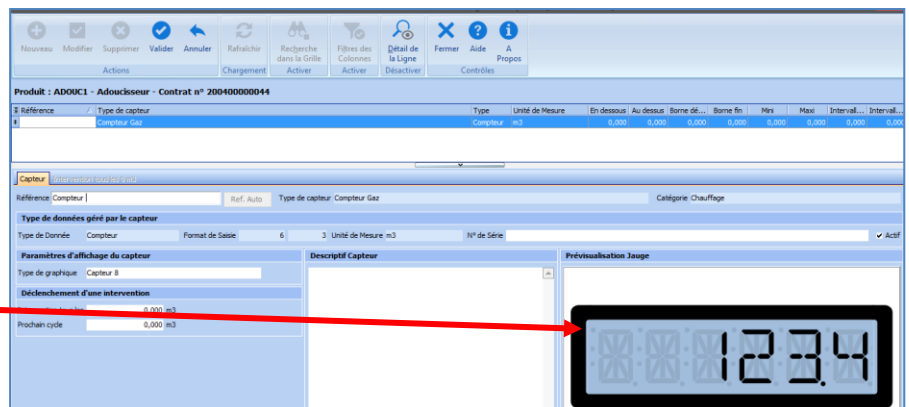 Nouveau Modifier Supprimer Valider Annuler Rafraîchir Recherche dans la Grille Filtres des Colonnes Détail de la Ligne Fermer Aide A Propos
Actions Chargement Activer Activer Désactiver Contrôles
Produit : ADOUC1 - Adoucisseur - Contrat n° 200400000044
Référence Type de capteur Type Unité de Mesure En dessous Au dessus Borne dé... Borne fin Mini Maxi Intervall... Intervall...
Compteur Gaz Compteur m3 0,000 0,000 0,000 0,000 0,000 0,000 0,000 0,000
Capteur
Référence Compteur Ref. Auto Type de capteur Compteur Gaz Catégorie Chauffage
Type de données géré par le capteur
Type de Donnée Compteur Format de Saisie 6 3 Unité de Mesure m3 N° de Série Actif
Paramètres d'affichage du capteur Descriptif Capteur Prévisualisation Jauge
Type de graphique Capteur 8
Déclenchement d'une intervention
0,000 m3
Prochain cycle 0,000 m3
123.4